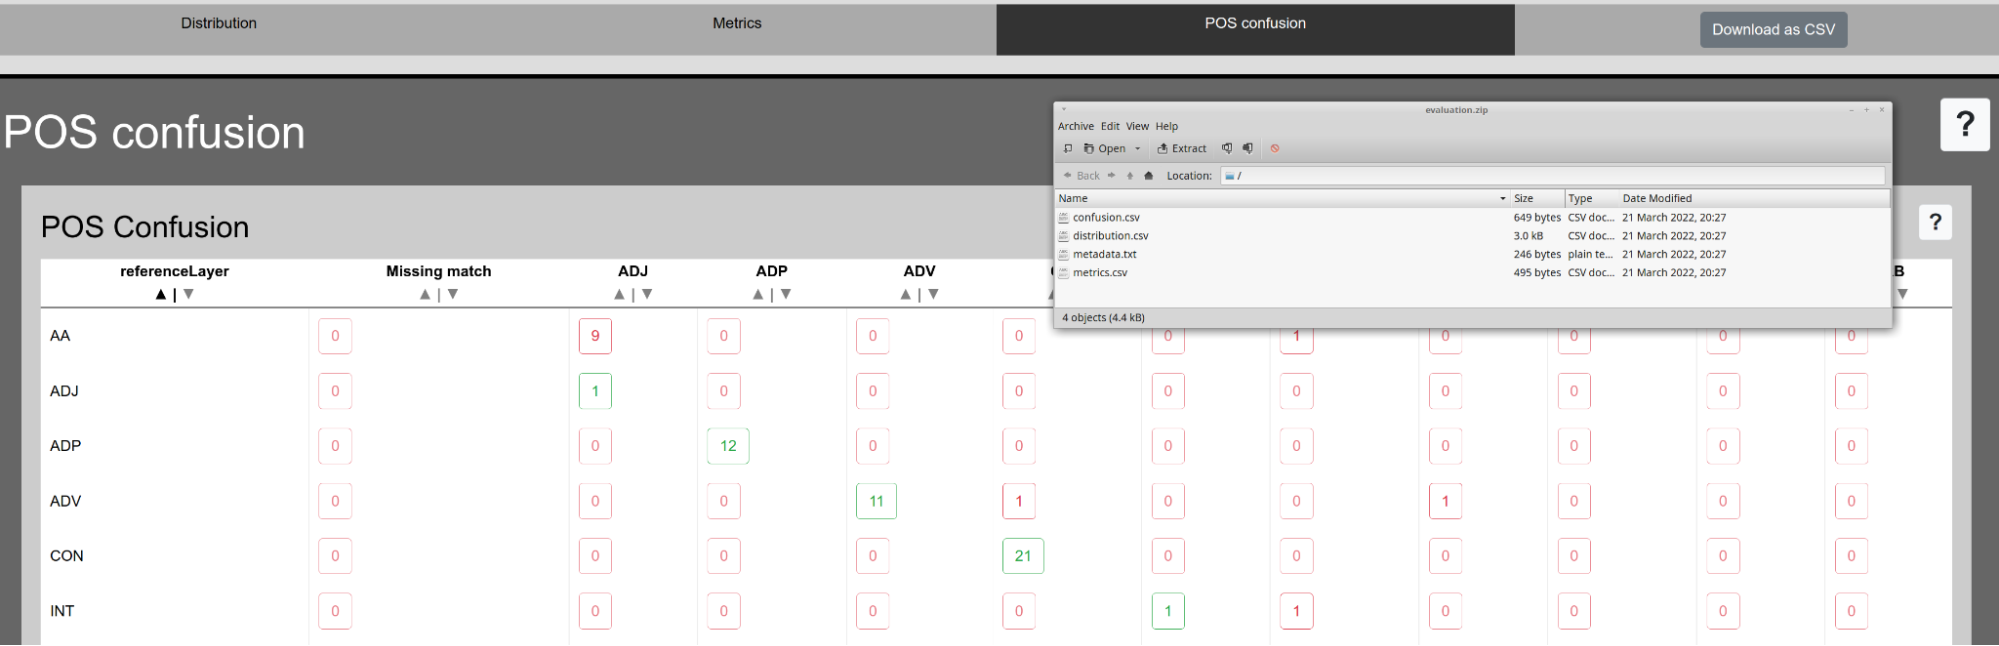 Distribution Metrics POS confusion Download as CSV
POS confusion
?
evaluation.zip
Archive Edit View Help
Open Extract
Back Location: /
Name Size Type Date Modified
confusion.csv 649 bytes CSV doc... 21 March 2022, 20:27
distribution.csv 3.0 kB CSV doc... 21 March 2022, 20:27
metadata.txt 246 bytes plain te... 21 March 2022, 20:27
metrics.csv 495 bytes CSV doc... 21 March 2022, 20:27
4 objects (4.4 kB)
POS Confusion
?
referenceLayer Missing match ADJ ADP ADV B
▲ | ▼ ▲ | ▼ ▲ | ▼ ▲ | ▼ ▲ | ▼ ▼
AA 0 9 0 0 0 0 1 0 0 0 0
ADJ 0 1 0 0 0 0 0 0 0 0 0
ADP 0 0 12 0 0 0 0 0 0 0 0
ADV 0 0 0 11 1 0 0 1 0 0 0
CON 0 0 0 0 21 0 0 0 0 0 0
INT 0 0 0 0 0 1 1 0 0 0 0